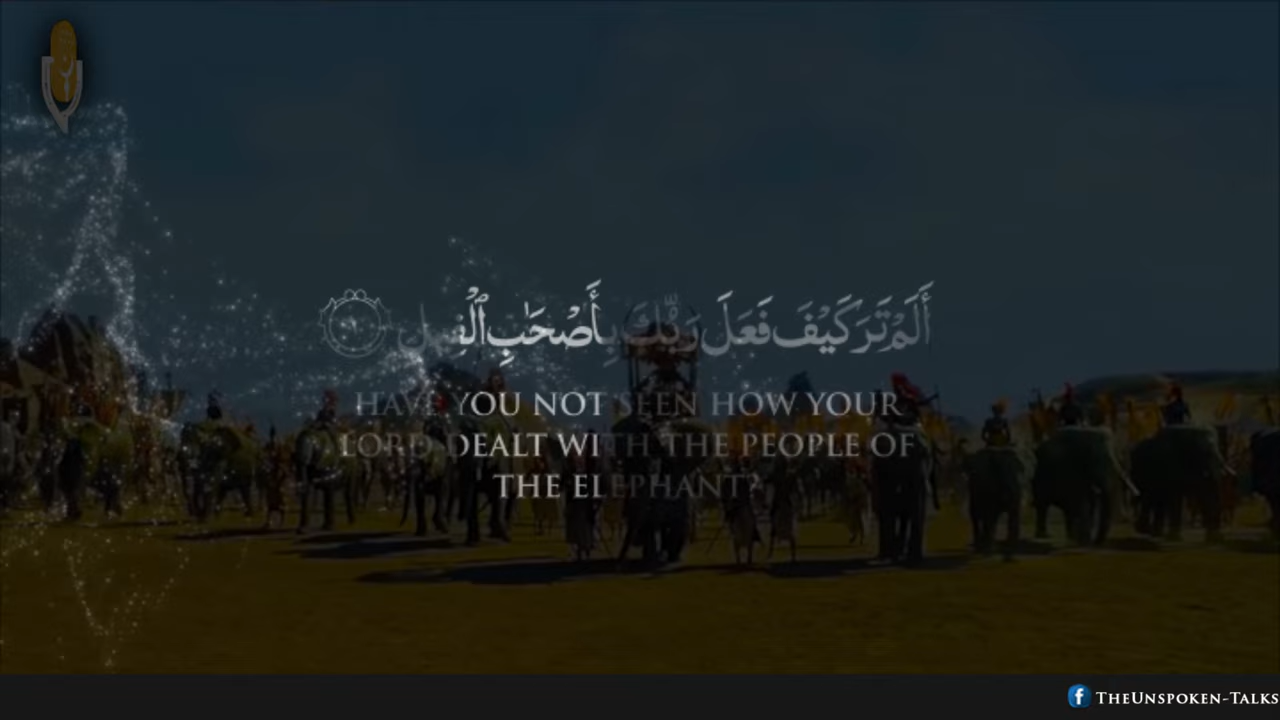 أَلَمْ تَرَ كَيْفَ فَعَلَ رَبُّكَ بِأَصْحَٰبِ ٱلْفِيلِ
HAVE YOU NOT SEEN HOW YOUR
LORD DEALT WITH THE PEOPLE OF
THE ELEPHANT?
THEUNSPOKEN-TALKS